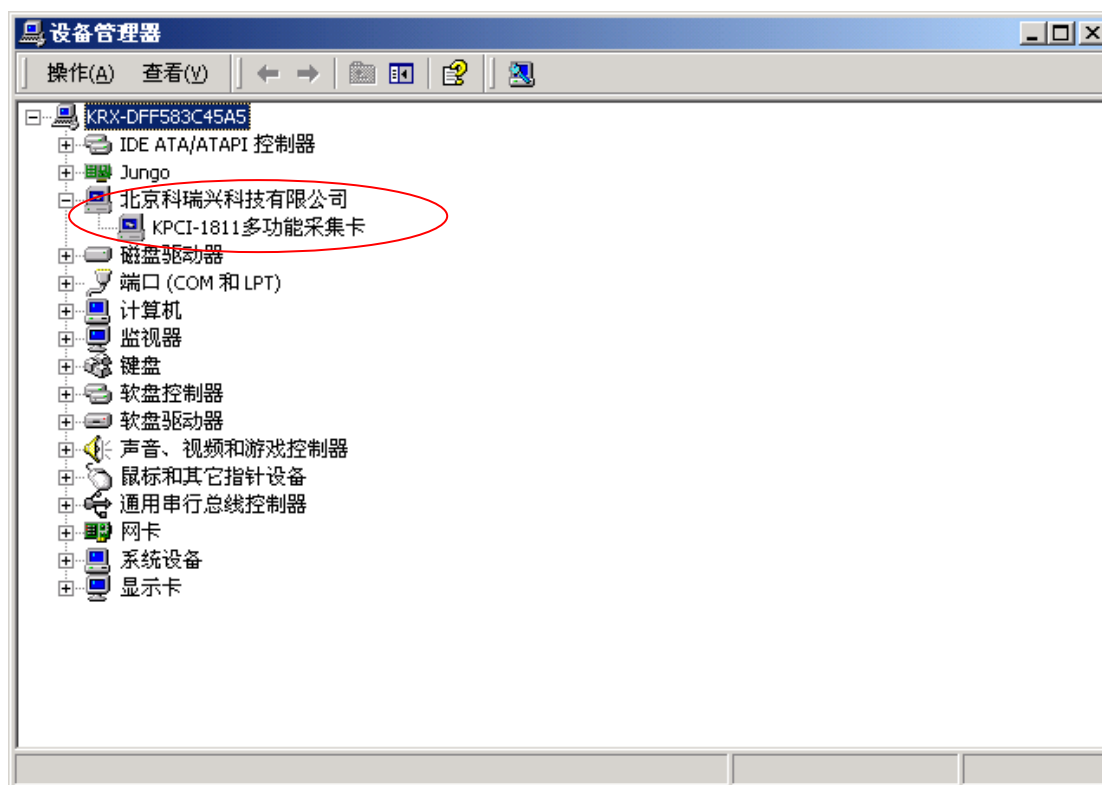 设备管理器
操作(A) 查看(V)
KRX-DFF583C45A5
IDE ATA/ATAPI 控制器
Jungo
北京科瑞兴科技有限公司
KPCI-1811多功能采集卡
磁盘驱动器
端口 (COM 和 LPT)
计算机
监视器
键盘
软盘控制器
软盘驱动器
声音、视频和游戏控制器
鼠标和其它指针设备
通用串行总线控制器
网卡
系统设备
显示卡